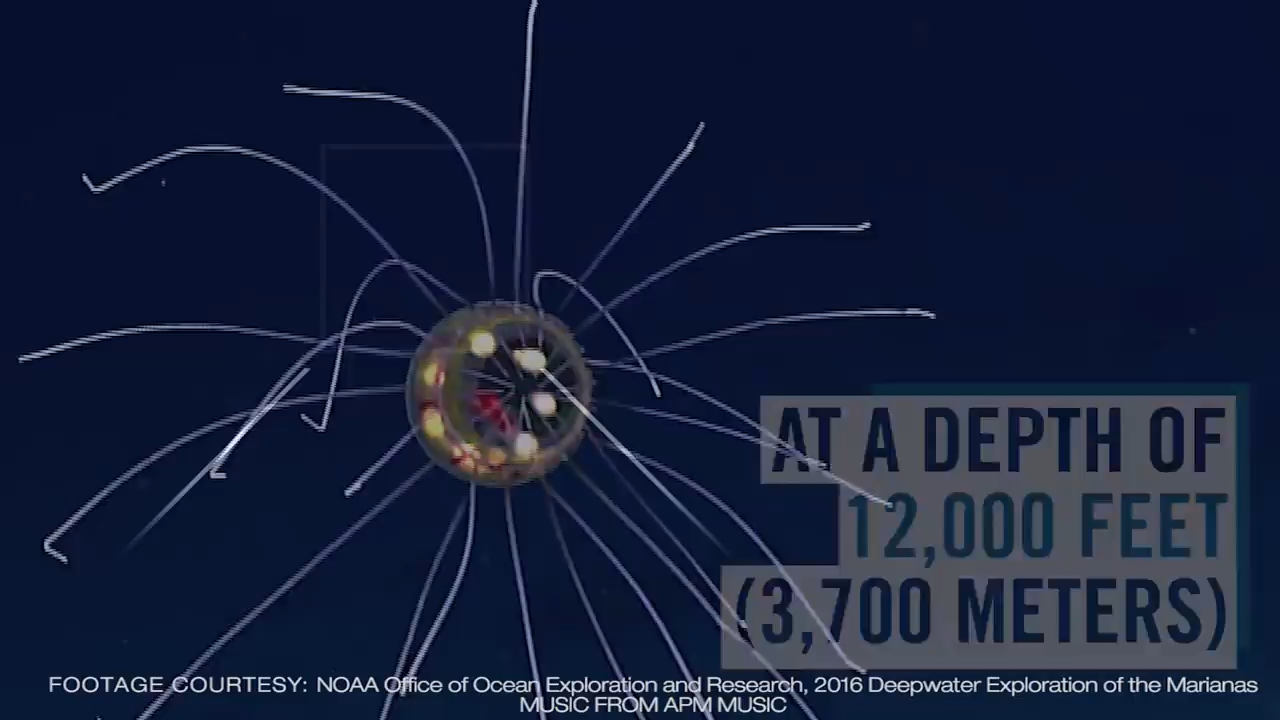 AT A DEPTH OF
12,000 FEET
(3,700 METERS)
FOOTAGE COURTESY: NOAA Office of Ocean Exploration and Research, 2016 Deepwater Exploration of the Marianas
MUSIC FROM APM MUSIC